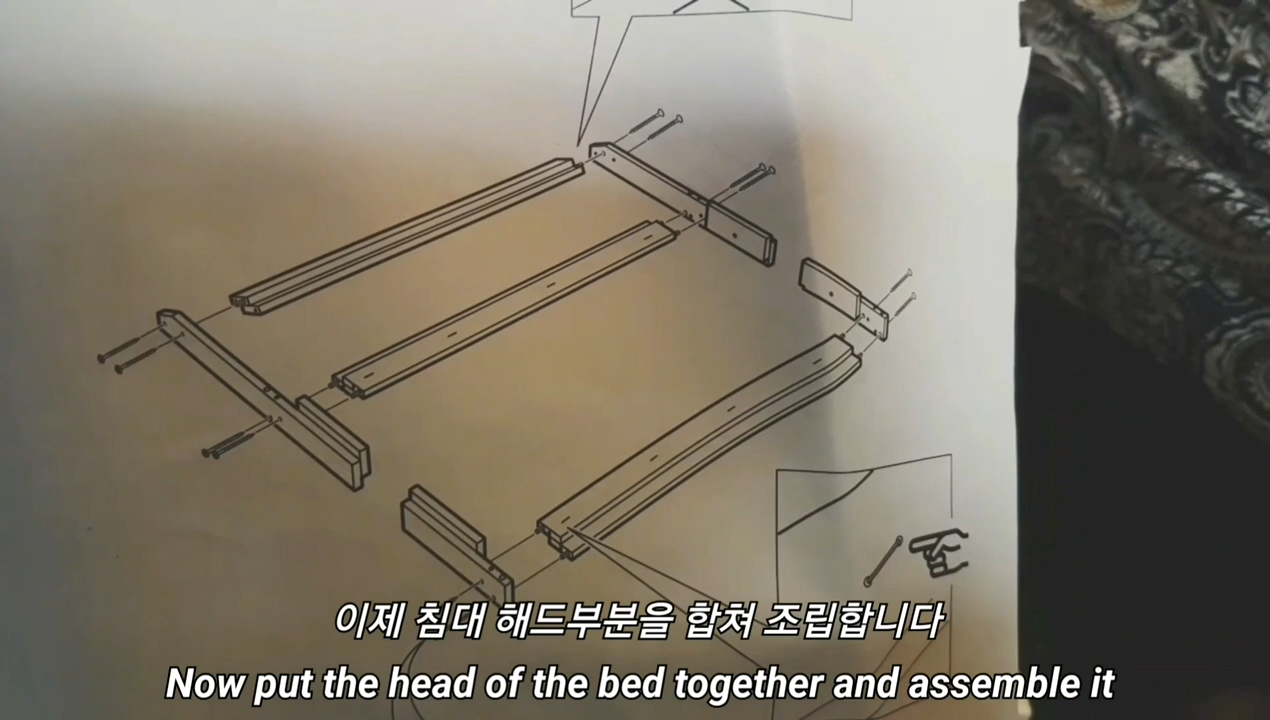 이제 침대 해드부분을 합쳐 조립합니다
Now put the head of the bed together and assemble it